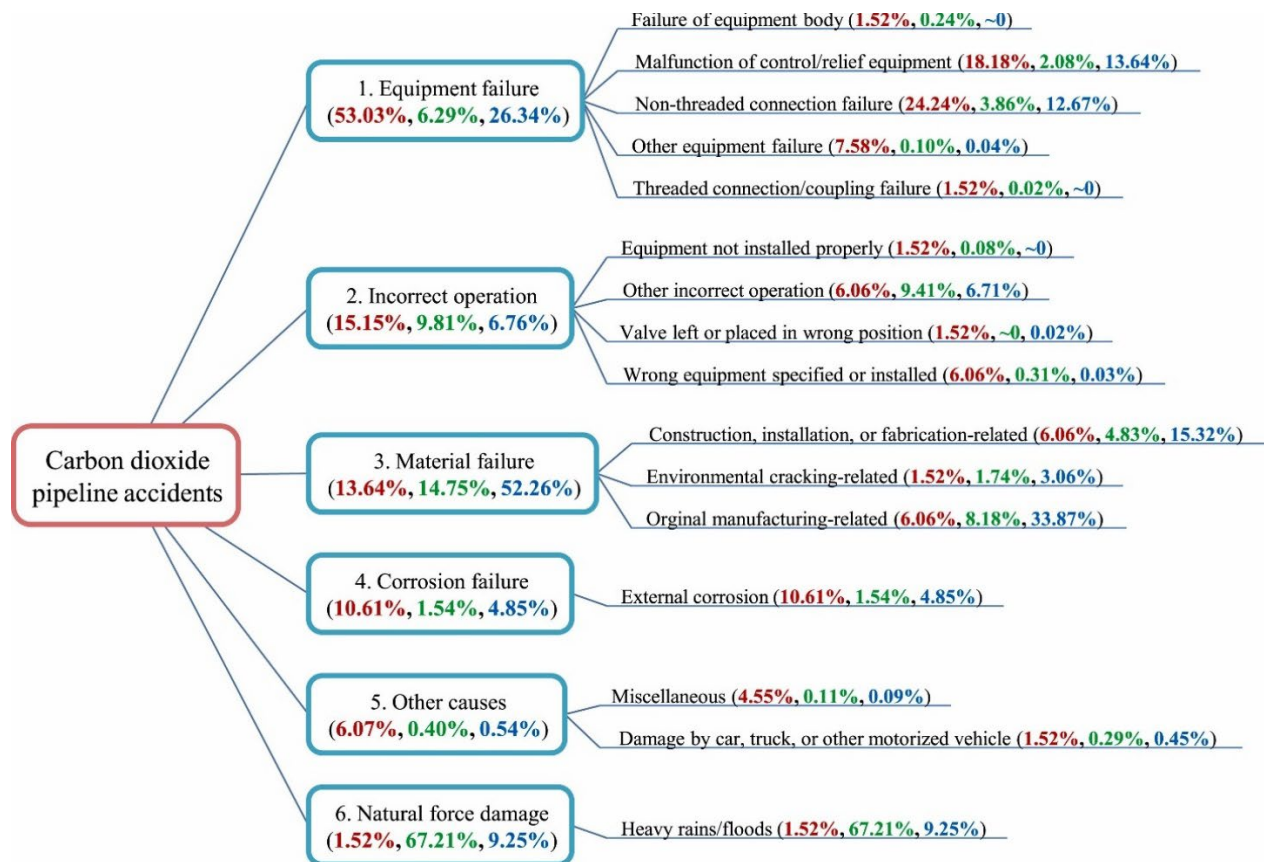 Failure of equipment body (1.52%, 0.24%, ~0)
Malfunction of control/relief equipment (18.18%, 2.08%, 13.64%)
1. Equipment failure
(53.03%, 6.29%, 26.34%)
Non-threaded connection failure (24.24%, 3.86%, 12.67%)
Other equipment failure (7.58%, 0.10%, 0.04%)
Threaded connection/coupling failure (1.52%, 0.02%, ~0)
Equipment not installed properly (1.52%, 0.08%, ~0)
2. Incorrect operation
(15.15%, 9.81%, 6.76%)
Other incorrect operation (6.06%, 9.41%, 6.71%)
Valve left or placed in wrong position (1.52%, ~0, 0.02%)
Wrong equipment specified or installed (6.06%, 0.31%, 0.03%)
Carbon dioxide
pipeline accidents
3. Material failure
(13.64%, 14.75%, 52.26%)
Construction, installation, or fabrication-related (6.06%, 4.83%, 15.32%)
Environmental cracking-related (1.52%, 1.74%, 3.06%)
Orginal manufacturing-related (6.06%, 8.18%, 33.87%)
4. Corrosion failure
(10.61%, 1.54%, 4.85%)
External corrosion (10.61%, 1.54%, 4.85%)
5. Other causes
(6.07%, 0.40%, 0.54%)
Miscellaneous (4.55%, 0.11%, 0.09%)
Damage by car, truck, or other motorized vehicle (1.52%, 0.29%, 0.45%)
6. Natural force damage
(1.52%, 67.21%, 9.25%)
Heavy rains/floods (1.52%, 67.21%, 9.25%)